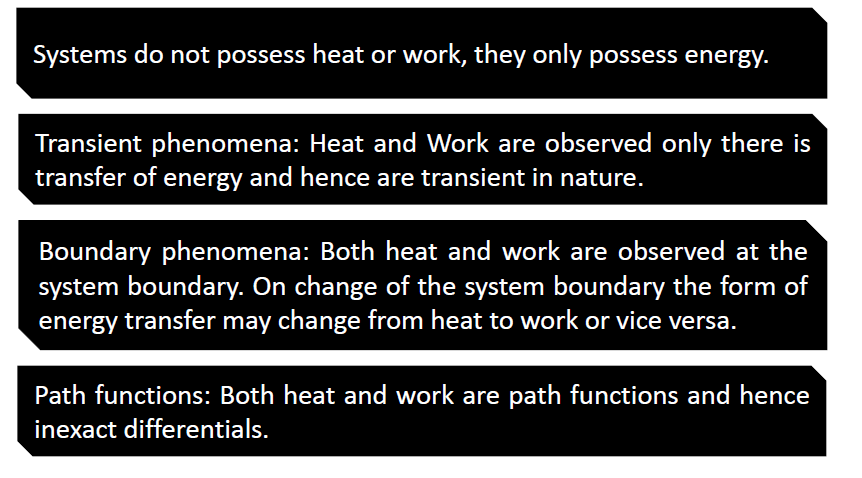 Systems do not possess heat or work, they only possess energy.
Transient phenomena: Heat and Work are observed only there is
transfer of energy and hence are transient in nature.
Boundary phenomena: Both heat and work are observed at the
system boundary. On change of the system boundary the form of
energy transfer may change from heat to work or vice versa.
Path functions: Both heat and work are path functions and hence
inexact differentials.